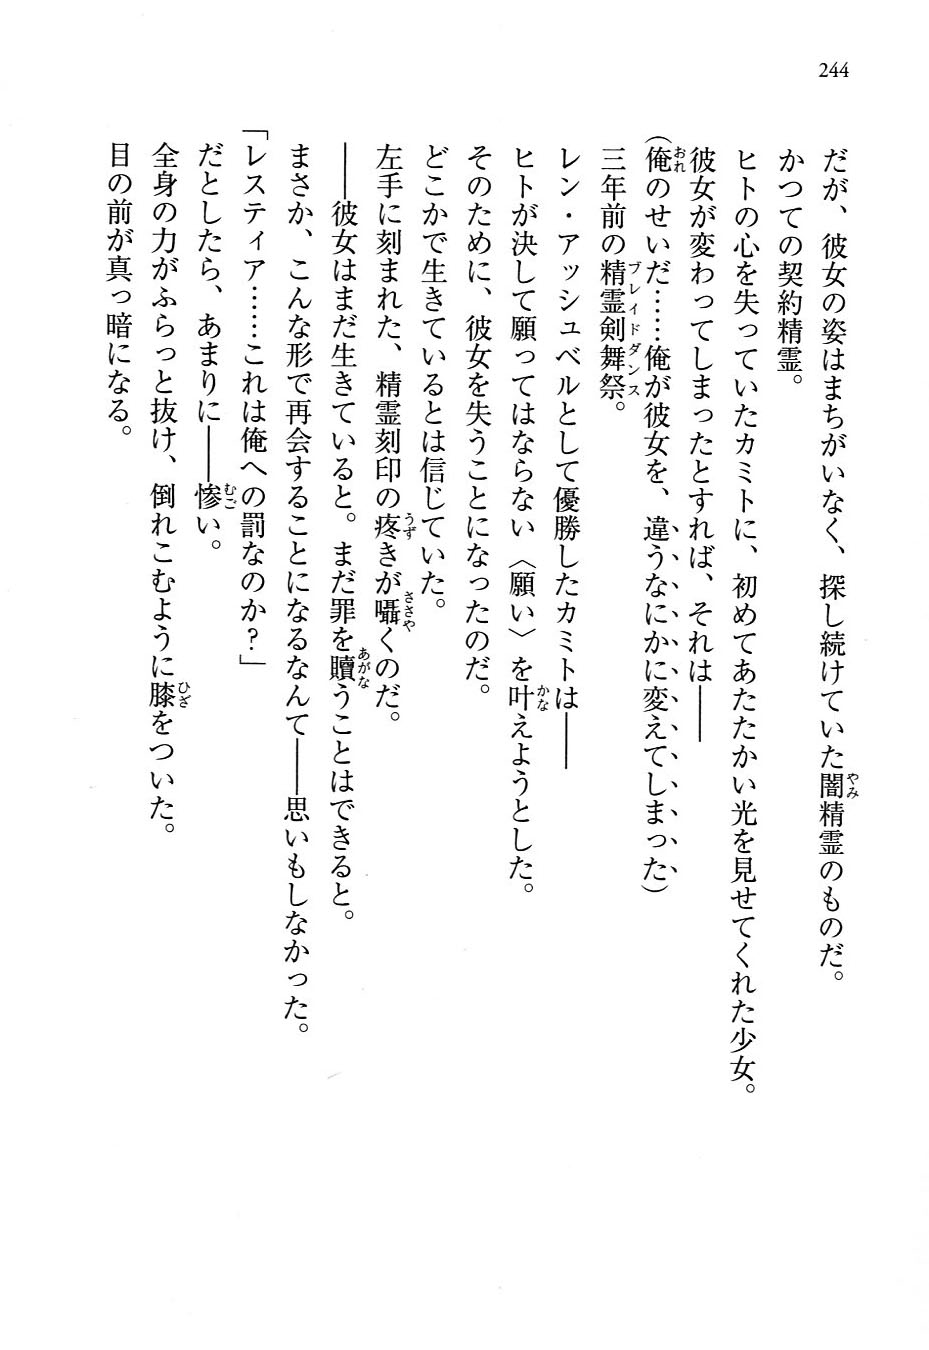 244
だが、彼女の姿はまちがいなく、探し続けていた闇精霊のものだ。
かつての契約精霊。
ヒトの心を失っていたカミトに、初めてあたたかい光を見せてくれた少女。
彼女が変わってしまったとすれば、それは――
（俺のせいだ……俺が彼女を、違うなにかに変えてしまった）
三年前の精霊剣舞祭。
レン・アッシュベルとして優勝したカミトは――
ヒトが決して願ってはならない〈願い〉を叶えようとした。
そのために、彼女を失うことになったのだ。
どこかで生きているとは信じていた。
左手に刻まれた、精霊刻印の疼きが囁くのだ。
――彼女はまだ生きていると。まだ罪を贖うことはできると。
まさか、こんな形で再会することになるなんて――思いもしなかった。
「レスティア……これは俺への罰なのか？」
だとしたら、あまりに――惨い。
全身の力がふらっと抜け、倒れこむように膝をついた。
目の前が真っ暗になる。